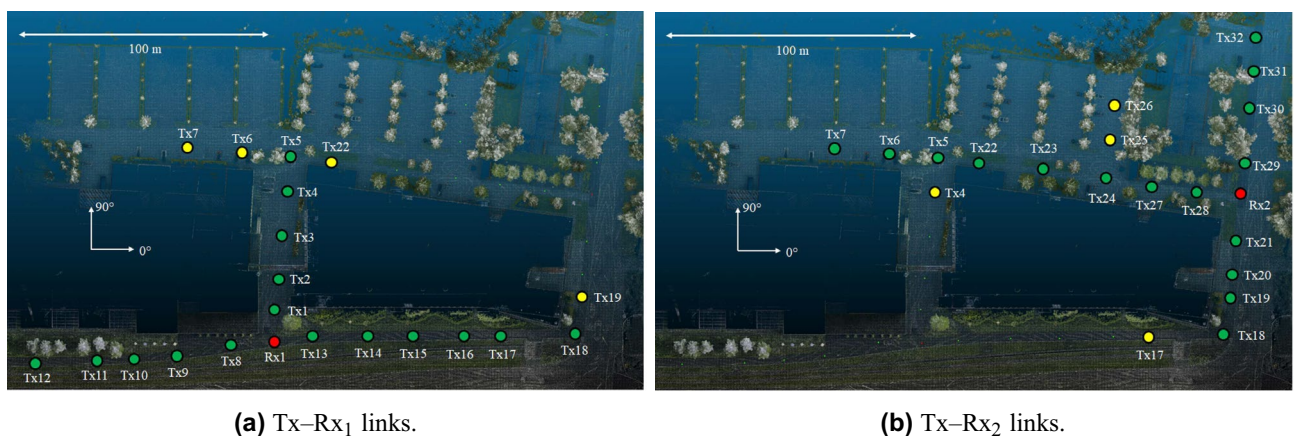 100 m
Tx7
Tx6
Tx5
Tx22
Tx4
90°
Tx3
0°
Tx2
Tx19
Tx1
Tx8
Rx1
Tx13
Tx14
Tx15
Tx16
Tx17
Tx18
Tx12
Tx11
Tx10
Tx9
(a) Tx–Rx1 links.
Tx32
100 m
Tx31
Tx26
Tx30
Tx7
Tx6
Tx5
Tx22
Tx25
Tx23
Tx29
Tx4
Tx24
Tx27
Tx28
Rx2
90°
0°
Tx21
Tx20
Tx19
Tx17
Tx18
(b) Tx–Rx2 links.